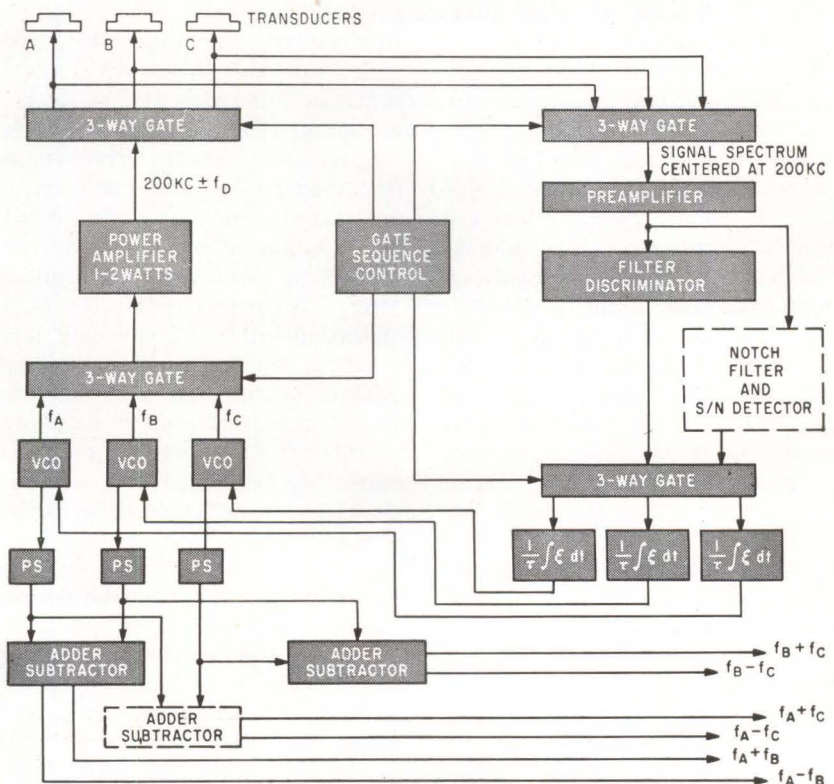 TRANSDUCERS
A
B
C
3-WAY GATE
3-WAY GATE
SIGNAL SPECTRUM
CENTERED AT 200KC
200KC ± fD
PREAMPLIFIER
POWER
AMPLIFIER
1-2WATTS
GATE
SEQUENCE
CONTROL
FILTER
DISCRIMINATOR
NOTCH
FILTER
AND
S/N DETECTOR
3-WAY GATE
fA
fB
fC
VCO
VCO
VCO
3-WAY GATE
1/τ ∫ξ dt
1/τ ∫ξ dt
1/τ ∫ξ dt
PS
PS
PS
ADDER
SUBTRACTOR
ADDER
SUBTRACTOR
fB+fC
fB−fC
ADDER
SUBTRACTOR
fA+fC
fA−fC
fA+fB
fA−fB